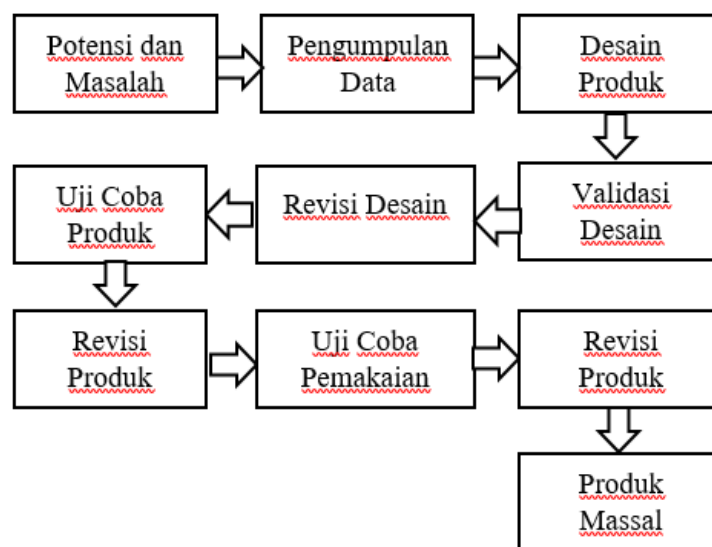 Potensi dan
Masalah
Pengumpulan
Data
Desain
Produk
Validasi
Desain
Revisi Desain
Uji Coba
Produk
Revisi
Produk
Uji Coba
Pemakaian
Revisi
Produk
Produk
Massal